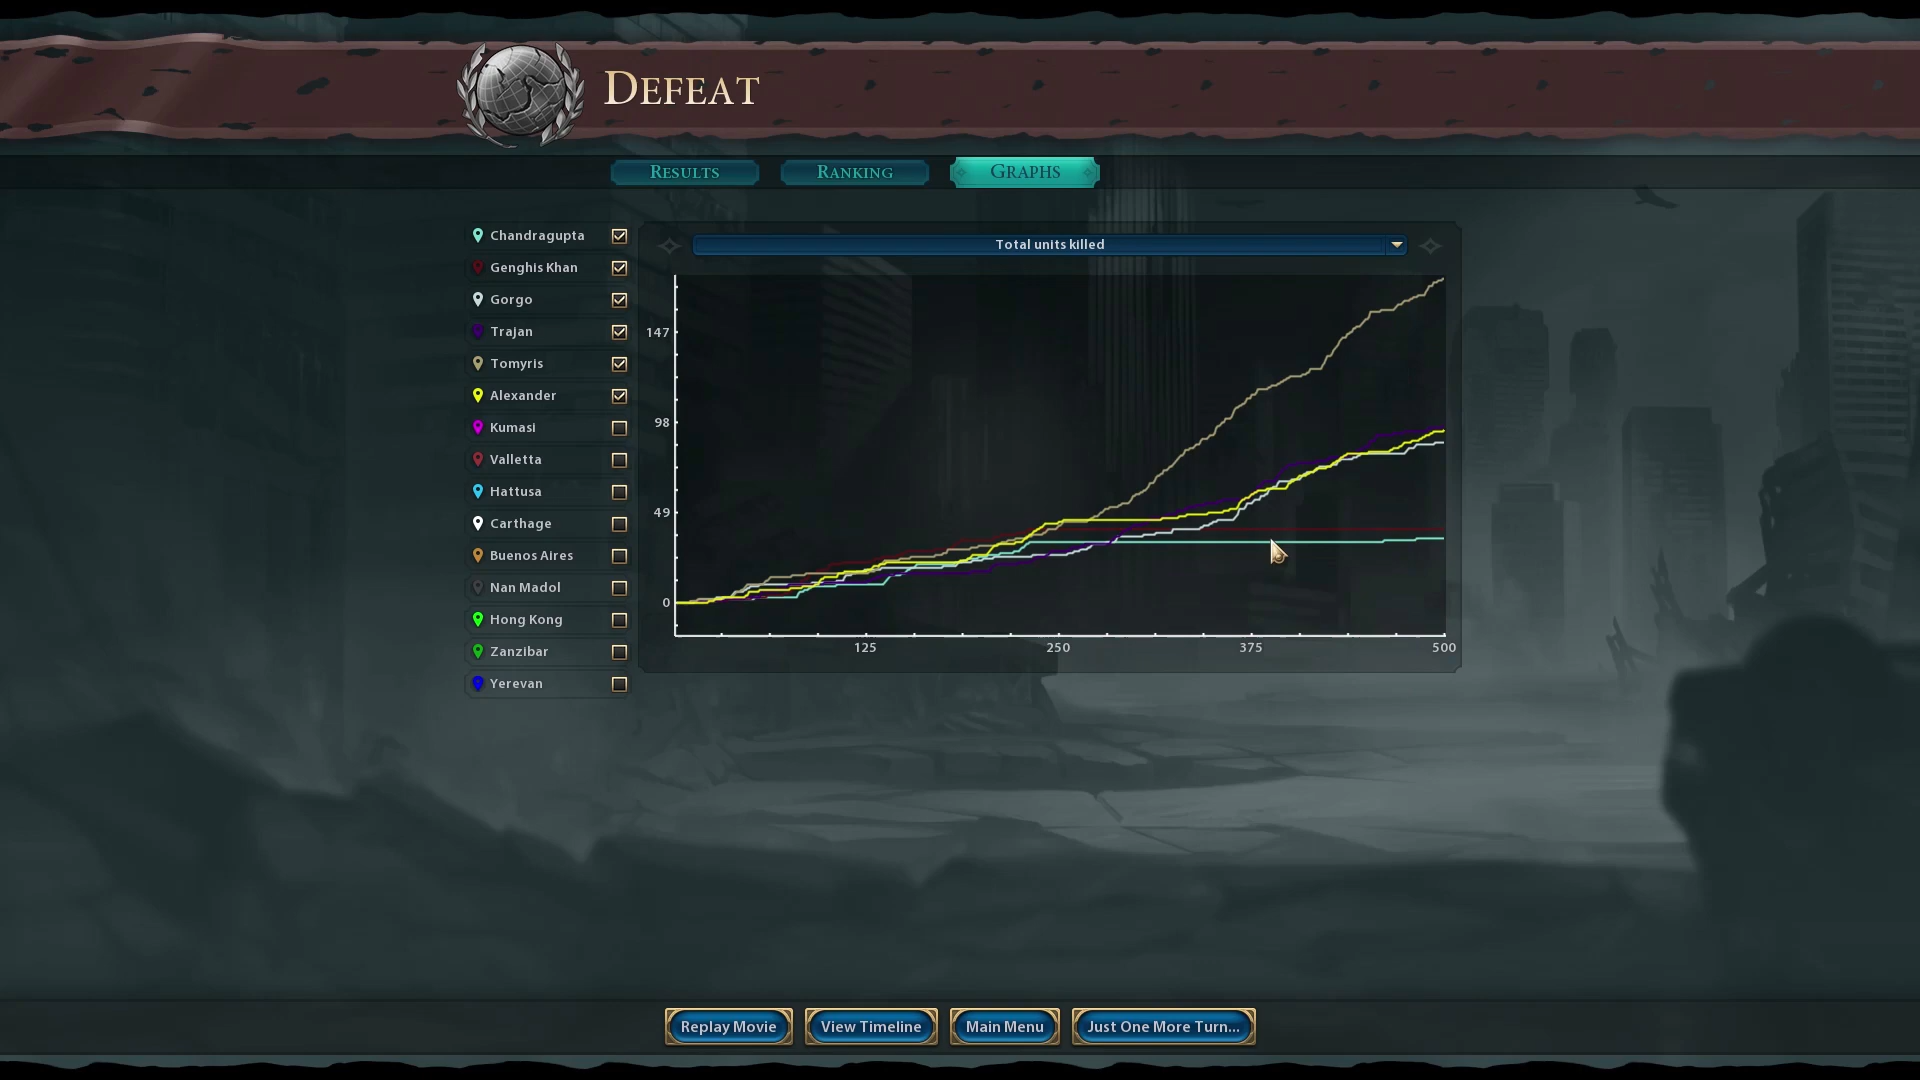 DEFEAT
RESULTS
RANKING
GRAPHS
Chandragupta
Genghis Khan
Gorgo
Trajan
Tomyris
Alexander
Kumasi
Valletta
Hattusa
Carthage
Buenos Aires
Nan Madol
Hong Kong
Zanzibar
Yerevan
Total units killed
147
98
49
0
125 250 375 500
Replay Movie
View Timeline
Main Menu
Just One More Turn...